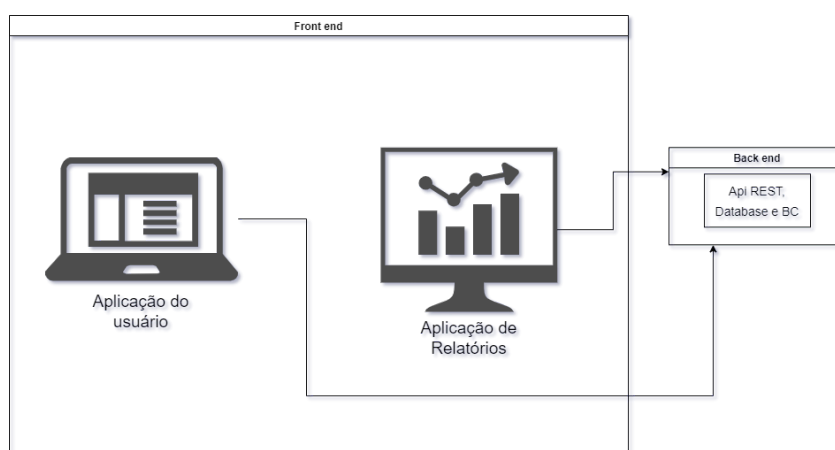 Front end
Aplicação do
usuário
Aplicação de
Relatórios
Back end
Api REST,
Database e BC